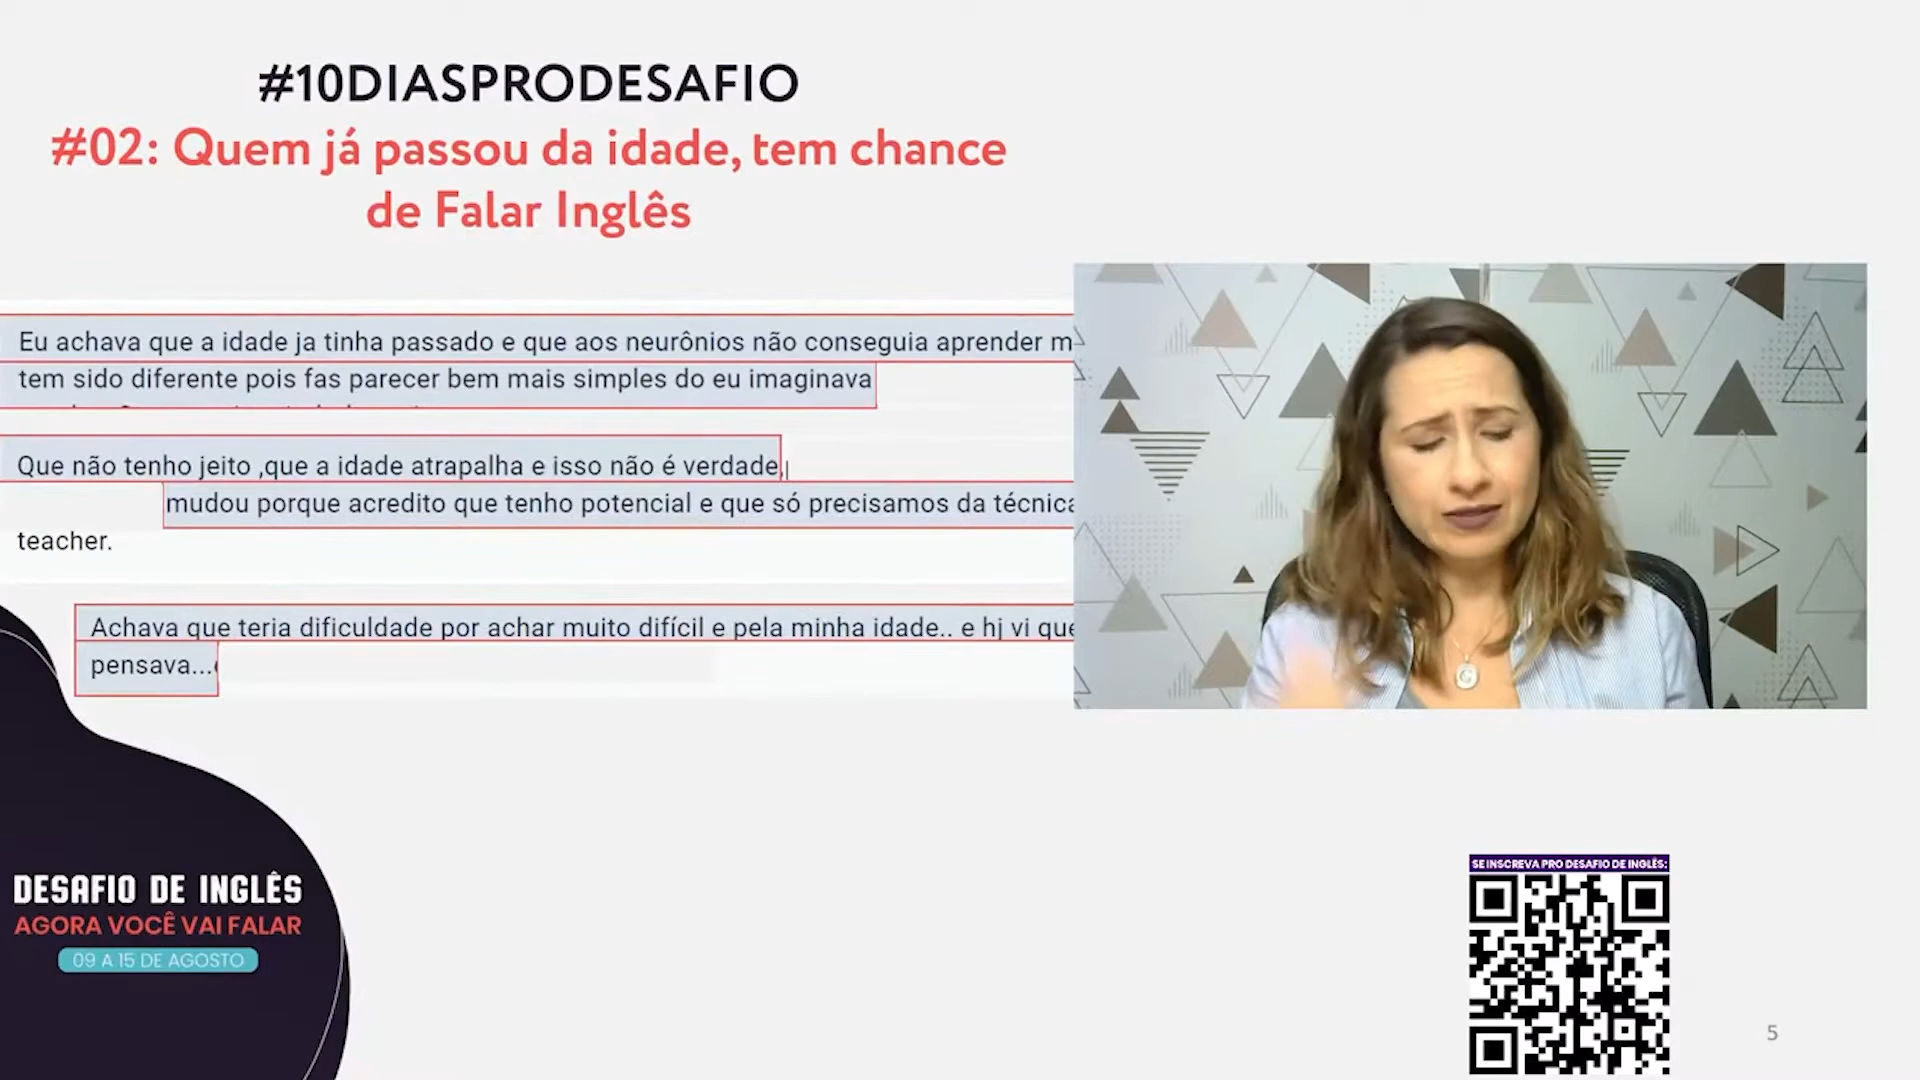 #10DIASPRODESAFIO
#02: Quem já passou da idade, tem chance
de Falar Inglês
Eu achava que a idade ja tinha passado e que aos neurônios não conseguia aprender
tem sido diferente pois fas parecer bem mais simples do eu imaginava
Que não tenho jeito ,que a idade atrapalha e isso não é verdade,
mudou porque acredito que tenho potencial e que só precisamos da técnica
teacher.
Achava que teria dificuldade por achar muito difícil e pela minha idade.. e hj vi que
pensava...
DESAFIO DE INGLÊS
AGORA VOCÊ VAI FALAR
09 A 15 DE AGOSTO
SE INSCREVA PRO DESAFIO DE INGLÊS:
5